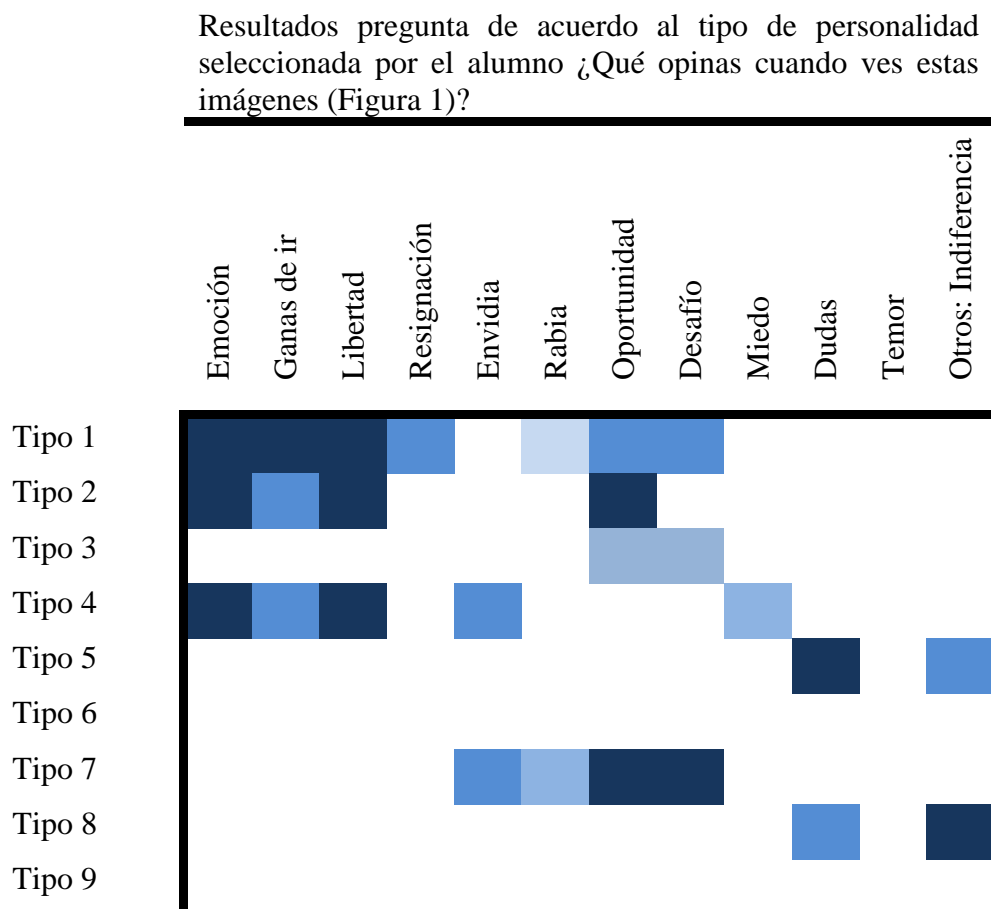 Resultados pregunta de acuerdo al tipo de personalidad
seleccionada por el alumno ¿Qué opinas cuando ves estas
imágenes (Figura 1)?
Emoción
Ganas de ir
Libertad
Resignación
Envidia
Rabia
Oportunidad
Desafío
Miedo
Dudas
Temor
Otros: Indiferencia
Tipo 1
Tipo 2
Tipo 3
Tipo 4
Tipo 5
Tipo 6
Tipo 7
Tipo 8
Tipo 9